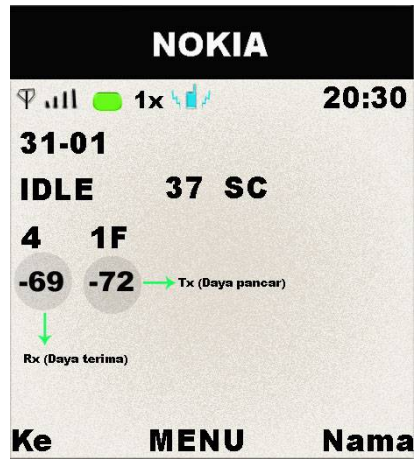 NOKIA
1x 20:30
31-01
IDLE 37 SC
4 1F
-69 -72 Tx (Daya pancar)
Rx (Daya terima)
Ke MENU Nama